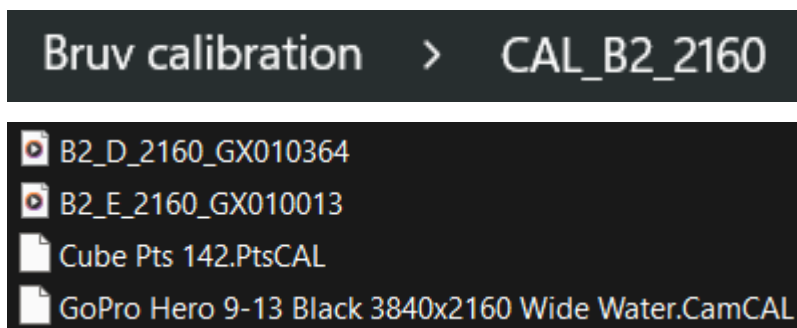 Bruv calibration > CAL_B2_2160
B2_D_2160_GX010364
B2_E_2160_GX010013
Cube Pts 142.PtsCAL
GoPro Hero 9-13 Black 3840x2160 Wide Water.CamCAL